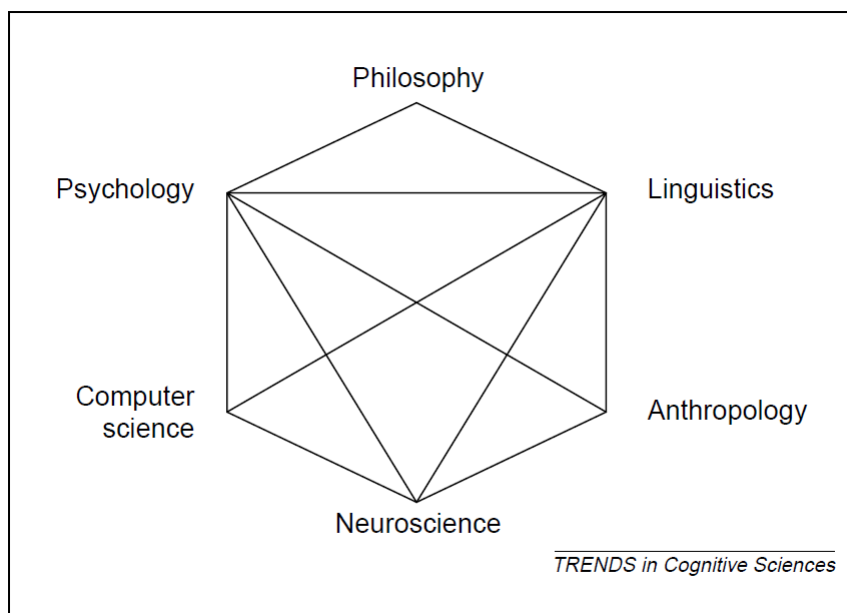 Philosophy
Psychology
Linguistics
Computer
science
Anthropology
Neuroscience
TRENDS in Cognitive Sciences